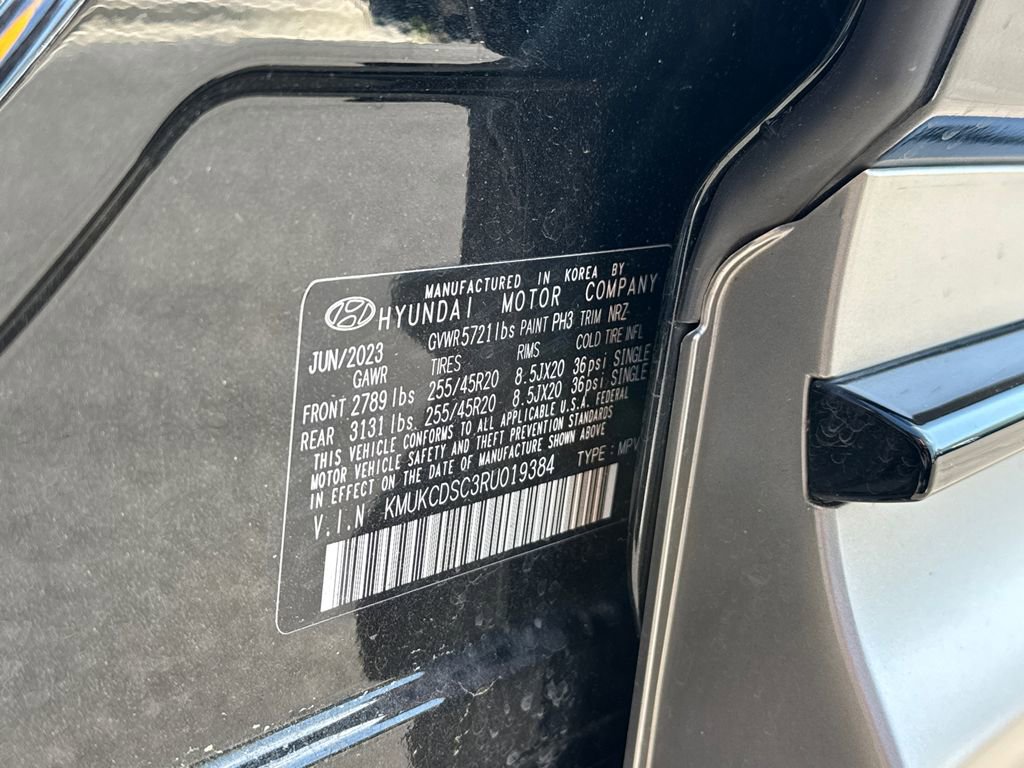 MANUFACTURED IN KOREA BY
HYUNDAI MOTOR COMPANY
JUN/2023 GVWR 5721 lbs PAINT PH3 TRIM NRZ
GAWR TIRES RIMS COLD TIRE INFL
FRONT 2789 lbs 255/45R20 8.5JX20 36psi SINGLE
REAR 3131 lbs. 255/45R20 8.5JX20 36psi SINGLE
THIS VEHICLE CONFORMS TO ALL APPLICABLE U.S.A. FEDERAL
MOTOR VEHICLE SAFETY AND THEFT PREVENTION STANDARDS
IN EFFECT ON THE DATE OF MANUFACTURE SHOWN ABOVE
V.I.N KMUKCDSC3RU019384 TYPE : MPV